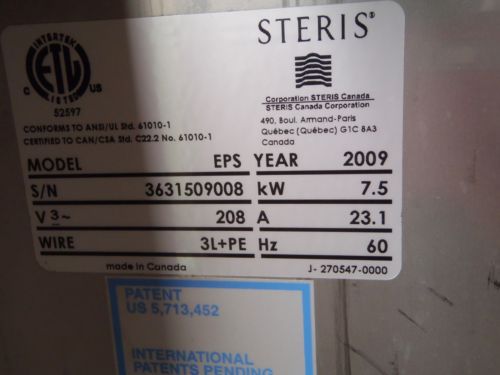 INTERTEK
ETL
C US
52597
STERIS®
Corporation STERIS Canada
STERIS Canada Corporation
490, Boul. Armand-Paris
Québec (Québec) G1C 8A3
Canada
CONFORMS TO ANSI/UL Std. 61010-1
CERTIFIED TO CAN/CSA Std. C22.2 No. 61010-1
MODEL EPS YEAR 2009
S/N 3631509008 kW 7.5
V 3~ 208 A 23.1
WIRE 3L+PE Hz 60
made in Canada J- 270547-0000
PATENT
US 5,713,452
INTERNATIONAL
PATENTS PENDING